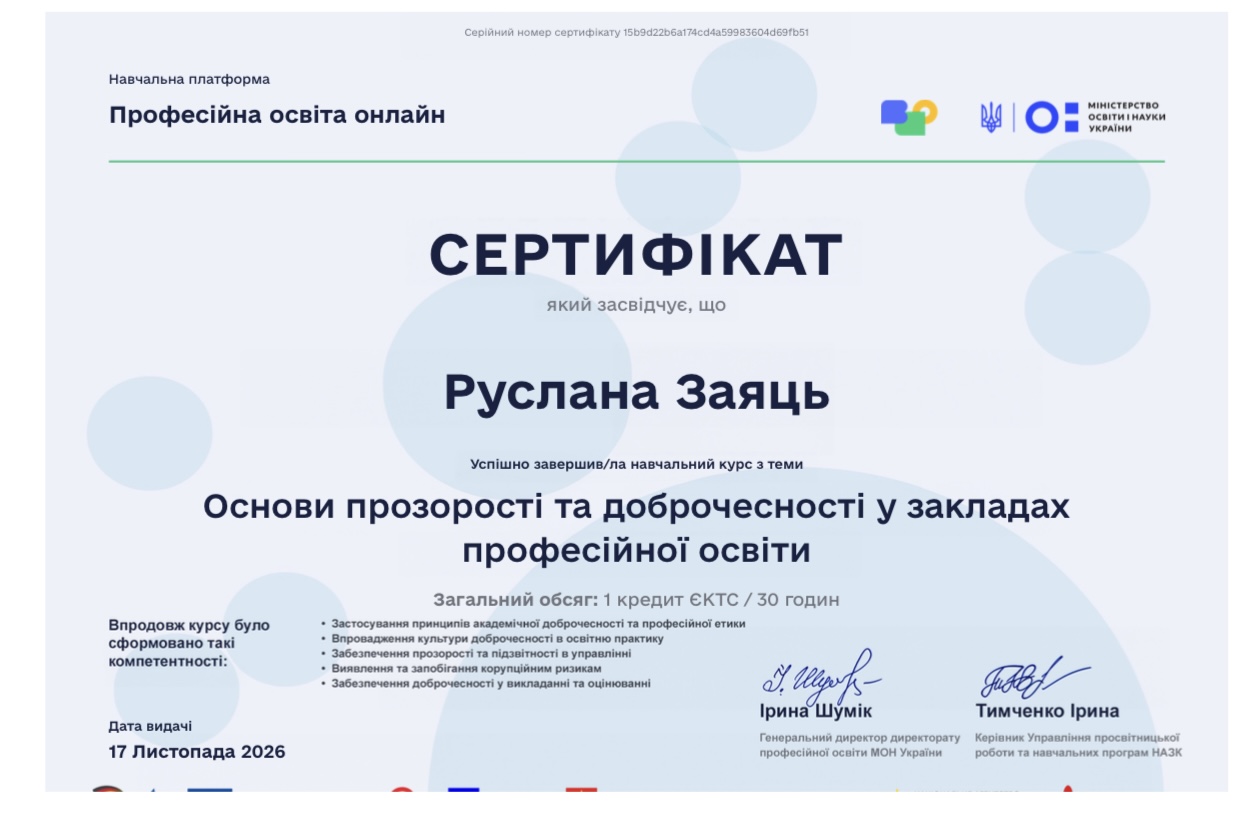 Серійний номер сертифікату 15b9d22b6a174cd4a59983604d69fb51
Навчальна платформа
Професійна освіта онлайн
МІНІСТЕРСТВО
ОСВІТИ І НАУКИ
УКРАЇНИ
СЕРТИФІКАТ
який засвідчує, що
Руслана Заяць
Успішно завершив/ла навчальний курс з теми
Основи прозорості та доброчесності у закладах
професійної освіти
Загальний обсяг: 1 кредит ЄКТС / 30 годин
Впродовж курсу було
сформовано такі
компетентності:
• Застосування принципів академічної доброчесності та професійної етики
• Впровадження культури доброчесності в освітню практику
• Забезпечення прозорості та підзвітності в управлінні
• Виявлення та запобігання корупційним ризикам
• Забезпечення доброчесності у викладанні та оцінюванні
Дата видачі
17 Листопада 2026
Ірина Шумік
Генеральний директор директорату
професійної освіти МОН України
Тимченко Ірина
Керівник Управління просвітницької
роботи та навчальних програм НАЗК